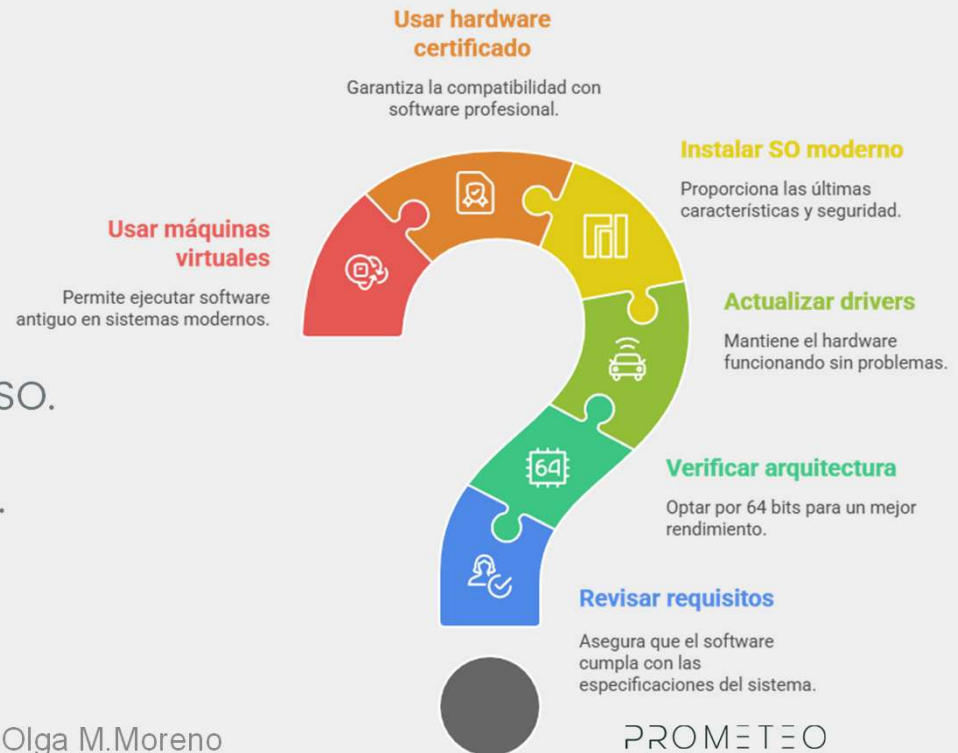 Usar hardware
certificado
Garantiza la compatibilidad con
software profesional.
Instalar SO moderno
Proporciona las últimas
características y seguridad.
Usar máquinas
virtuales
Permite ejecutar software
antiguo en sistemas modernos.
Actualizar drivers
Mantiene el hardware
funcionando sin problemas.
SO.
.
64
Verificar arquitectura
Optar por 64 bits para un mejor
rendimiento.
Revisar requisitos
Asegura que el software
cumpla con las
especificaciones del sistema.
Olga M.Moreno
PROMETEO